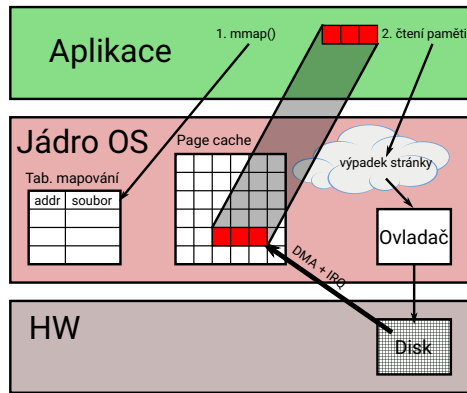 Aplikace
1. mmap()
2. čtení paměti
Jádro OS
Page cache
výpadek stránky
Tab. mapování
addr
soubor
Ovladač
DMA + IRQ
HW
Disk